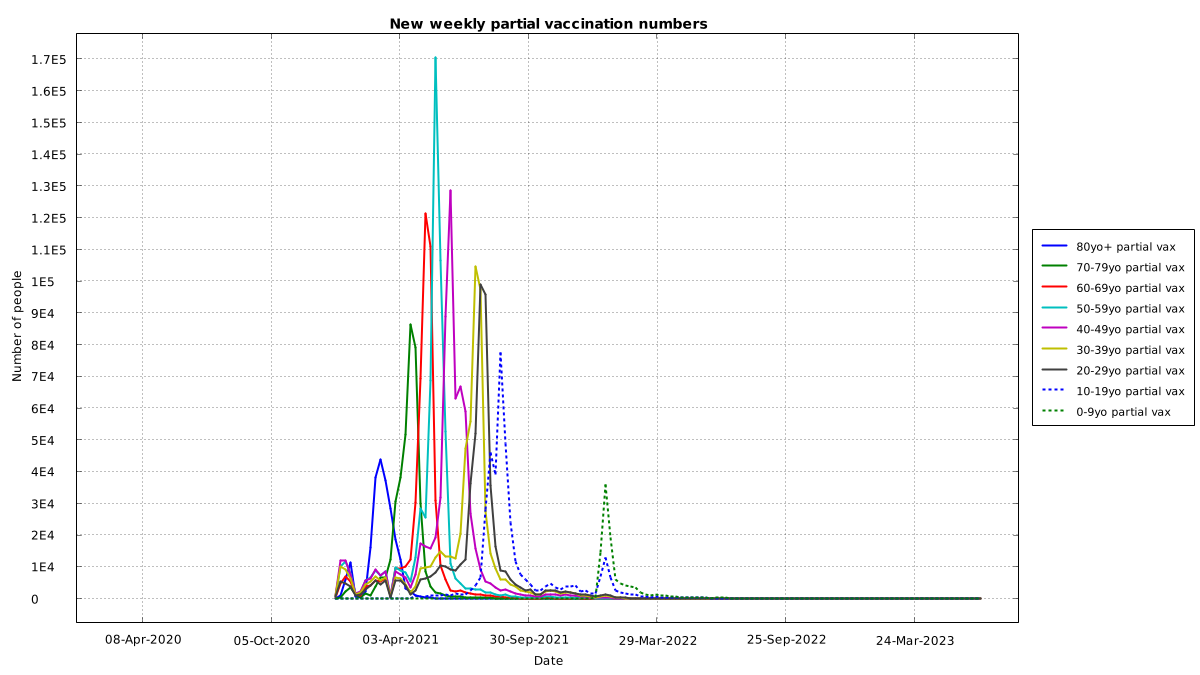 New weekly partial vaccination numbers
1.7E5
1.6E5
1.5E5
1.4E5
1.3E5
1.2E5
1.1E5
1E5
9E4
8E4
7E4
6E4
5E4
4E4
3E4
2E4
1E4
0
Number of people
08-Apr-2020
05-Oct-2020
03-Apr-2021
30-Sep-2021
29-Mar-2022
25-Sep-2022
24-Mar-2023
Date
80yo+ partial vax
70-79yo partial vax
60-69yo partial vax
50-59yo partial vax
40-49yo partial vax
30-39yo partial vax
20-29yo partial vax
10-19yo partial vax
0-9yo partial vax